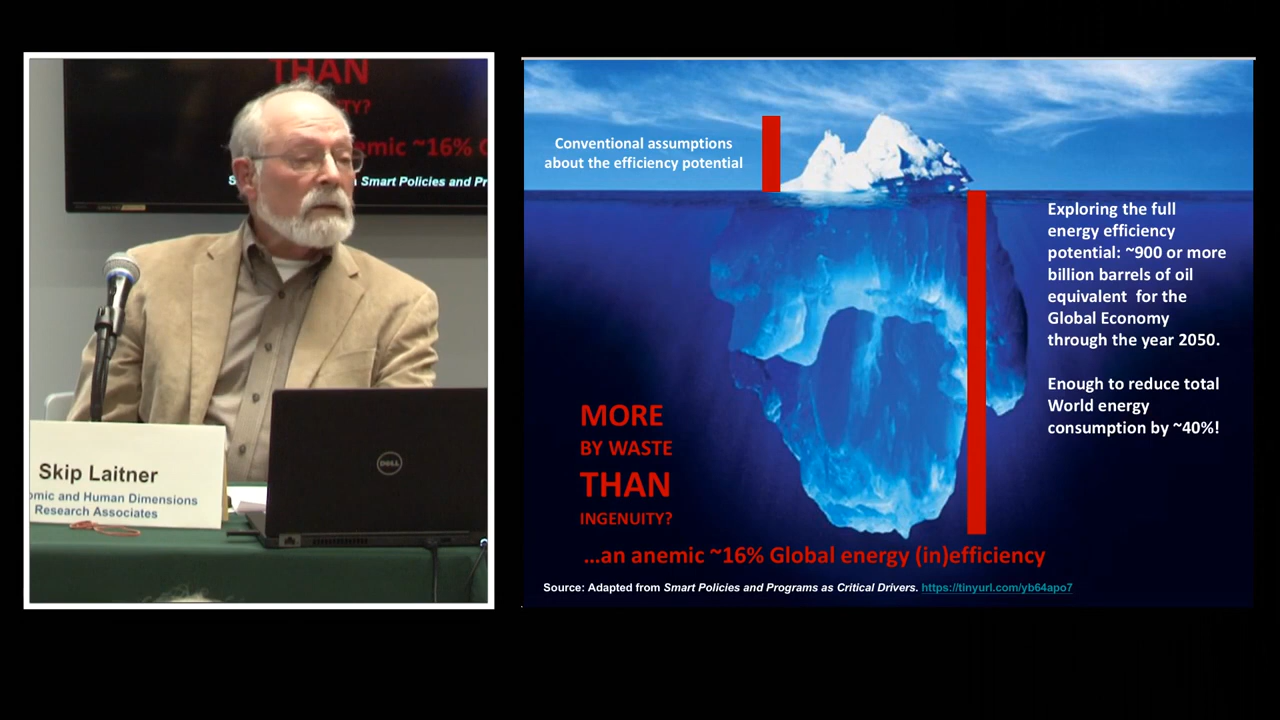 THAN
TY?
emic ~16% G
Smart Policies and Pr
Skip Laitner
omic and Human Dimensions
Research Associates
DELL
Conventional assumptions
about the efficiency potential
Exploring the full
energy efficiency
potential: ~900 or more
billion barrels of oil
equivalent for the
Global Economy
through the year 2050.
Enough to reduce total
World energy
consumption by ~40%!
MORE
BY WASTE
THAN
INGENUITY?
...an anemic ~16% Global energy (in)efficiency
Source: Adapted from Smart Policies and Programs as Critical Drivers. https://tinyurl.com/yb64apo7